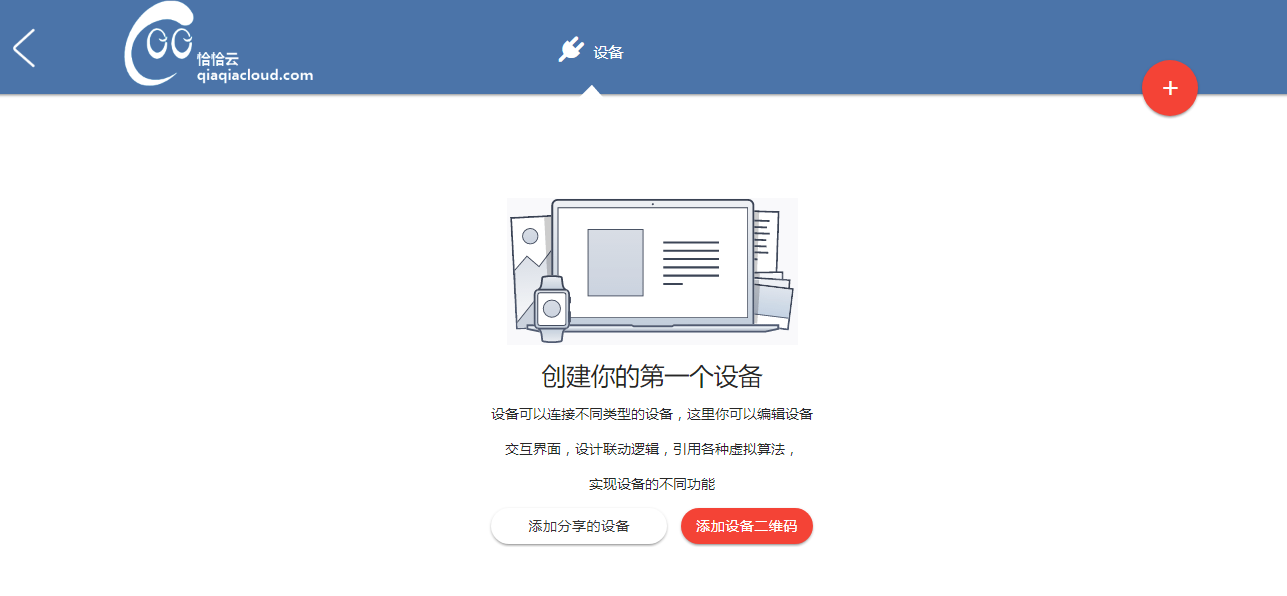 恰恰云
qiaqiacloud.com
设备
+
创建你的第一个设备
设备可以连接不同类型的设备，这里你可以编辑设备
交互界面，设计联动逻辑，引用各种虚拟算法，
实现设备的不同功能
添加分享的设备
添加设备二维码